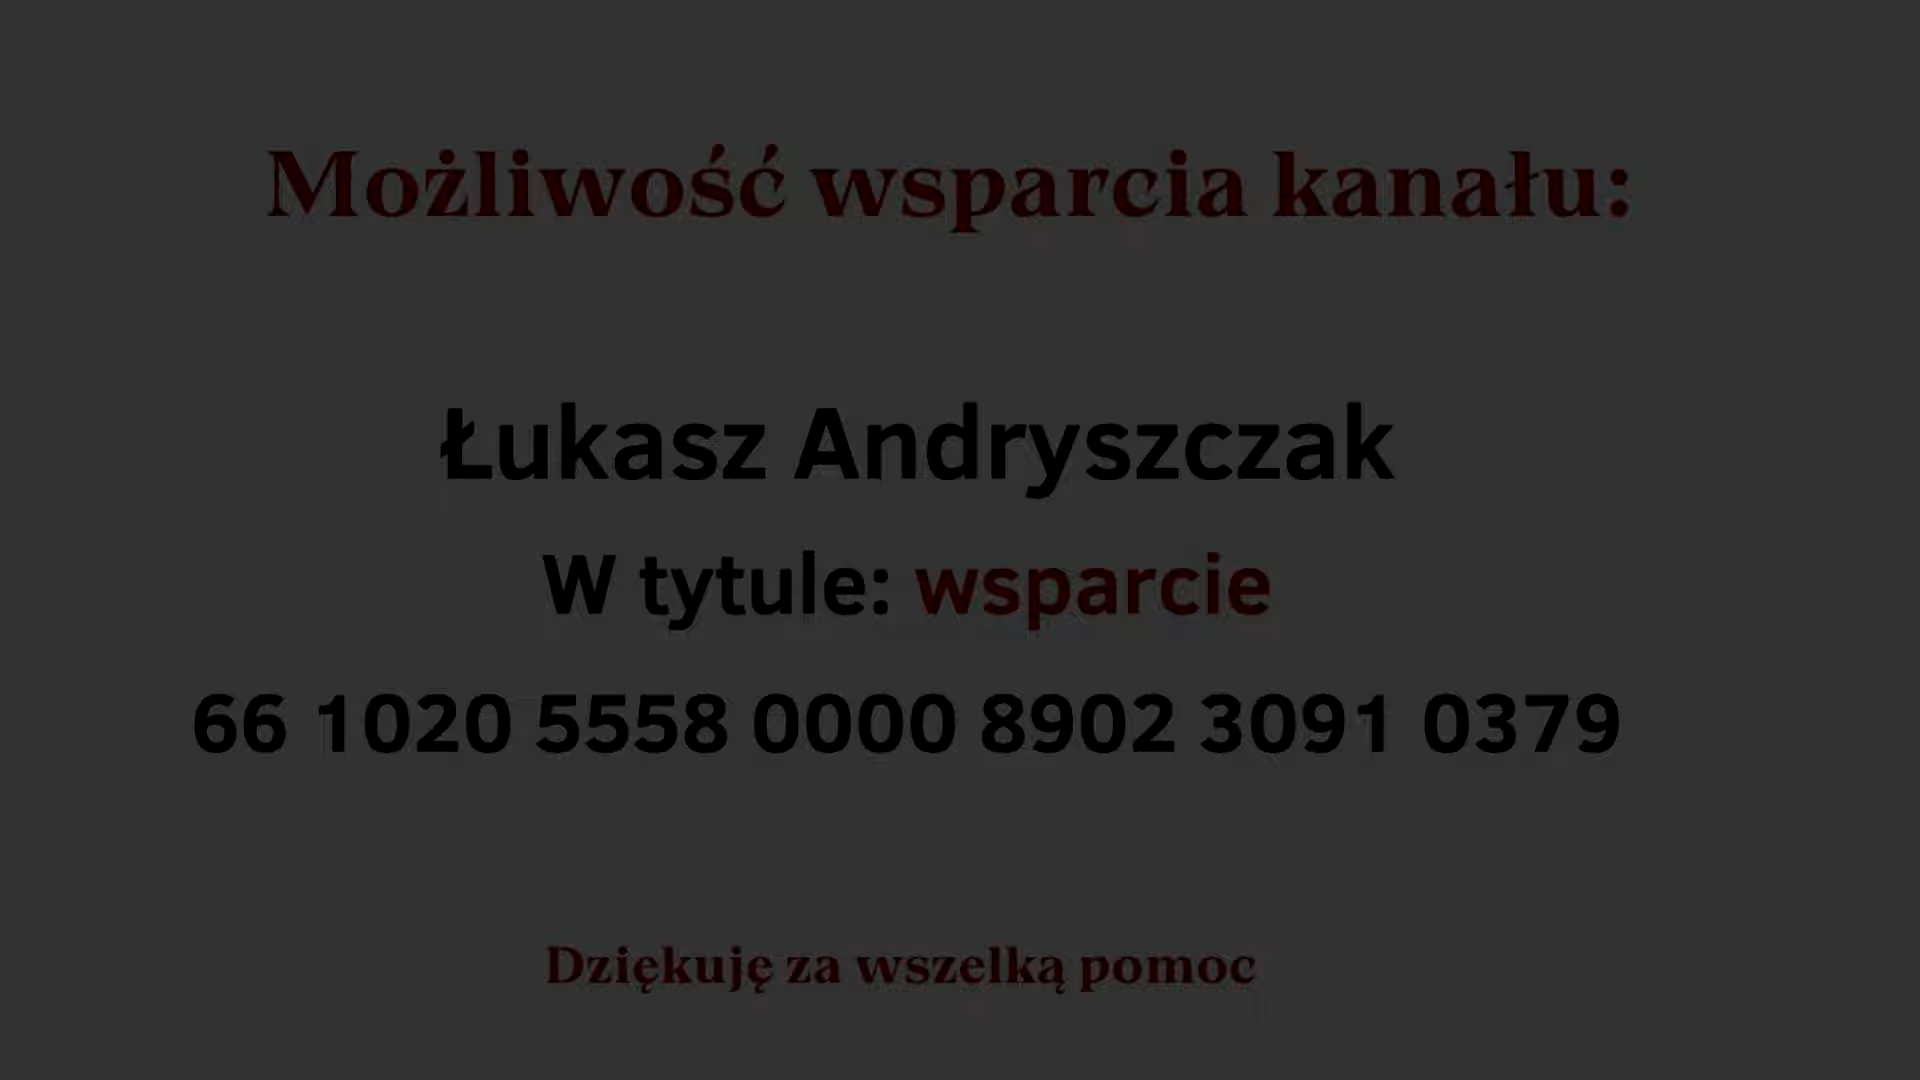 Możliwość wsparcia kanału:
Łukasz Andryszczak
W tytule: wsparcie
66 1020 5558 0000 8902 3091 0379
Dziękuję za wszelką pomoc